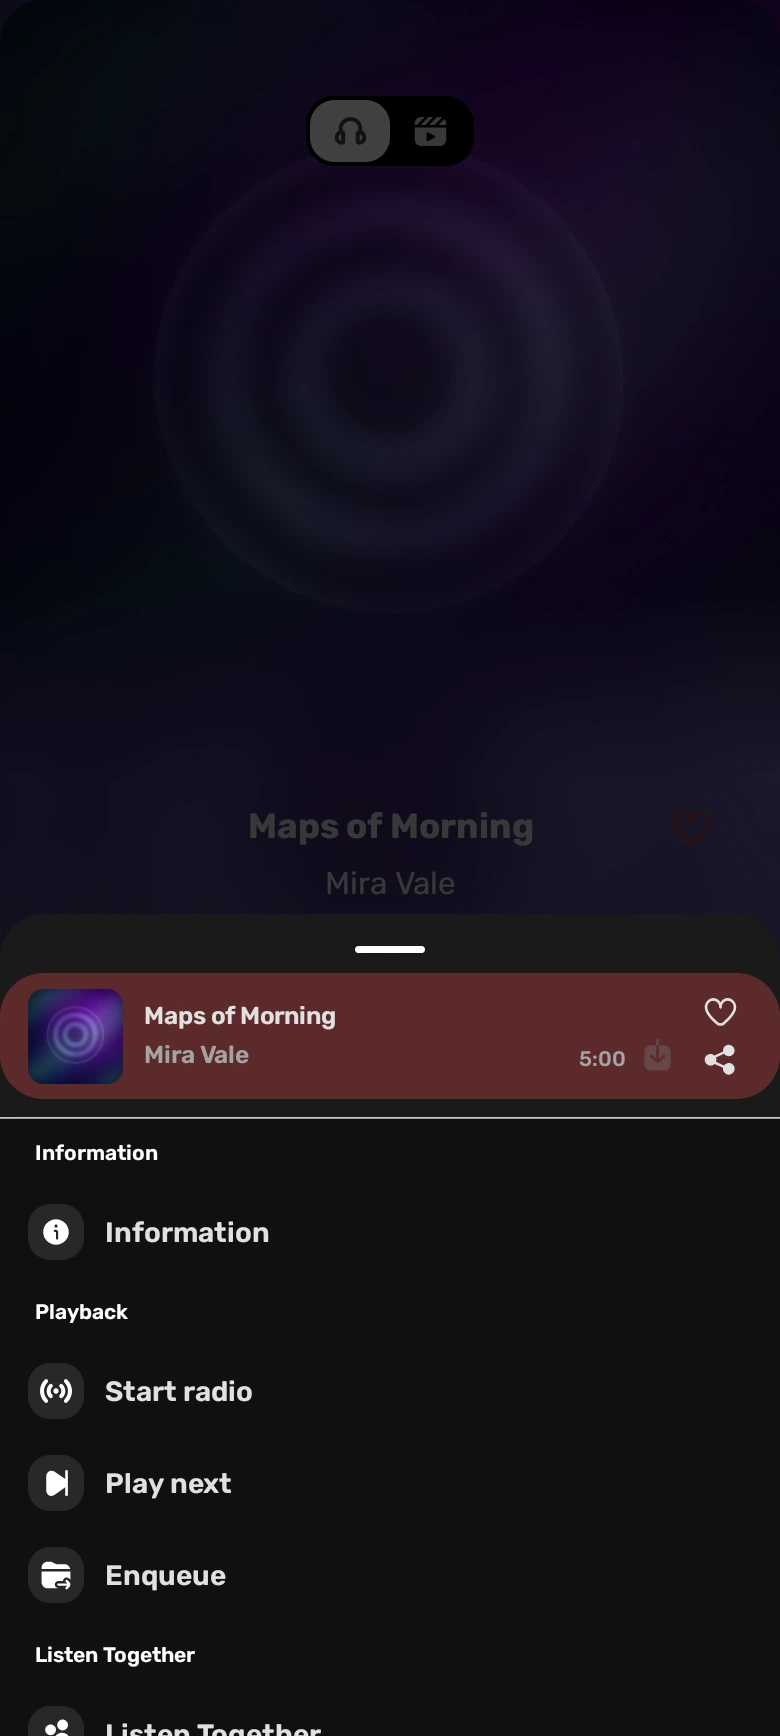 Maps of Morning
Mira Vale
Maps of Morning
Mira Vale
5:00
Information
Information
Playback
Start radio
Play next
Enqueue
Listen Together
Listen Together